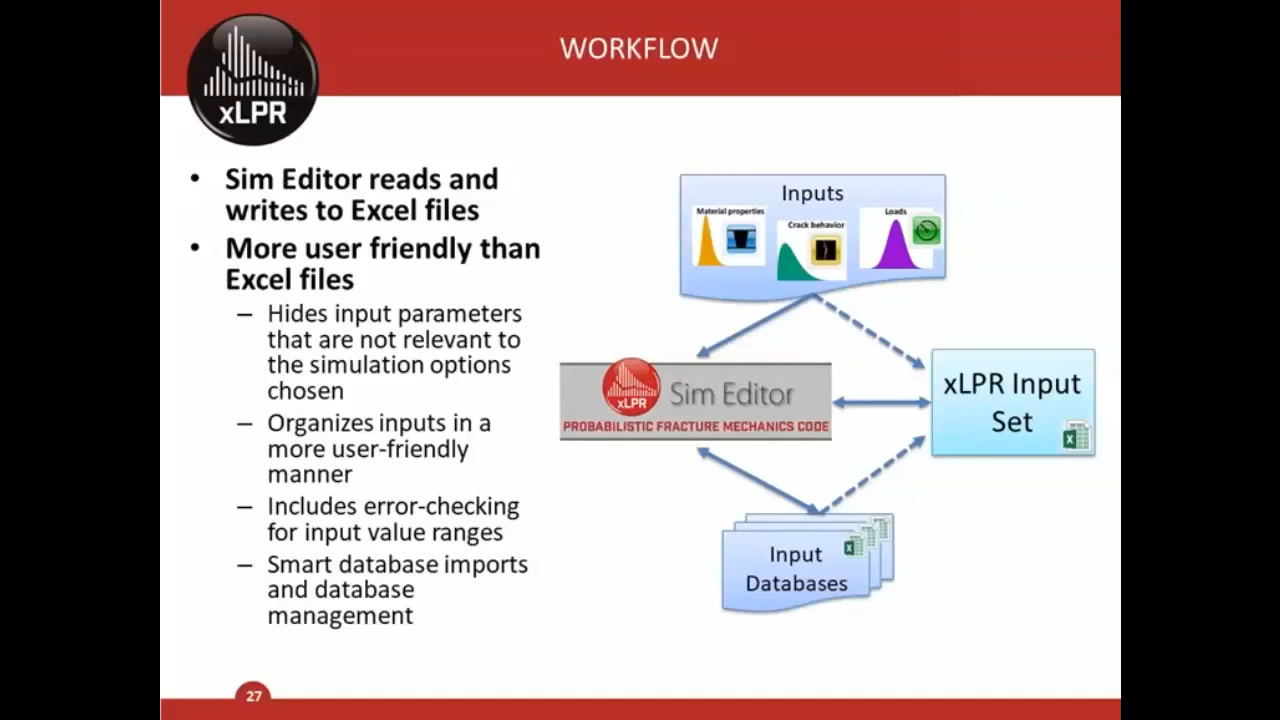 WORKFLOW
xLPR
• Sim Editor reads and
writes to Excel files
• More user friendly than
Excel files
– Hides input parameters
that are not relevant to
the simulation options
chosen
– Organizes inputs in a
more user-friendly
manner
– Includes error-checking
for input value ranges
– Smart database imports
and database
management
Inputs
Material properties
Crack behavior
Loads
xLPR
Sim Editor
PROBABILISTIC FRACTURE MECHANICS CODE
xLPR Input
Set
Input
Databases
27